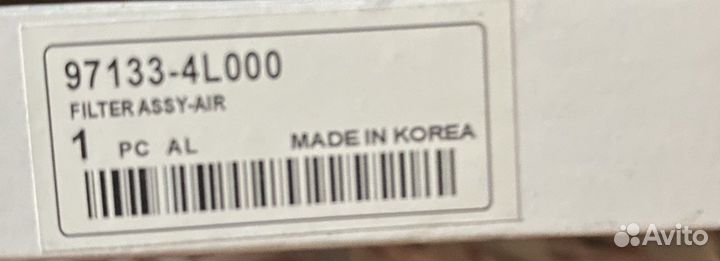 97133-4L000
FILTER ASSY-AIR
1 PC AL MADE IN KOREA
Avito